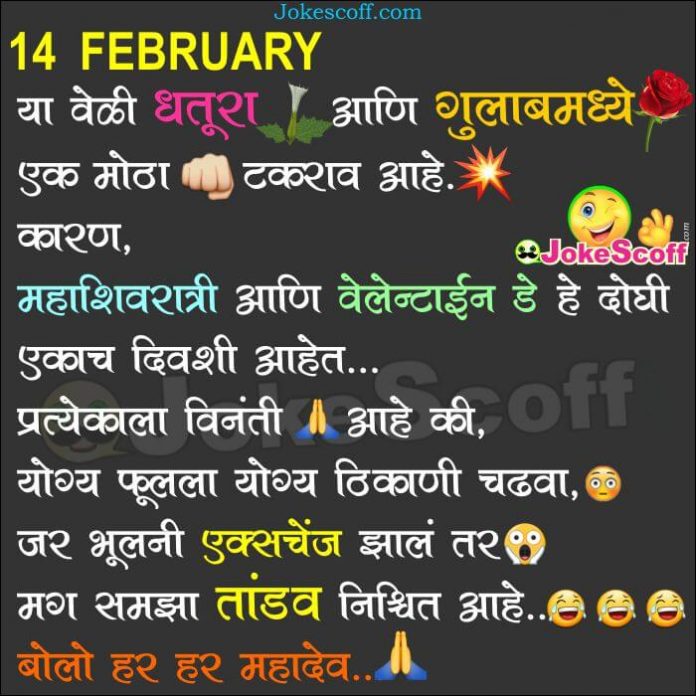 Jokescoff.com
14 FEBRUARY
या वेळी धतूरा आणि गुलाबमध्ये
एक मोठा 👊 टकराव आहे.💥
कारण,
JokeScoff
महाशिवरात्री आणि वेलेन्टाईन डे हे दोघी
एकाच दिवशी आहेत...
JokeScoff
प्रत्येकाला विनंती 🙏 आहे की,
योग्य फूलला योग्य ठिकाणी चढवा,😳
जर भूलनी एक्सचेंज झालं तर😱
मग समझा तांडव निश्चित आहे..😂😂😂
बोलो हर हर महादेव..🙏